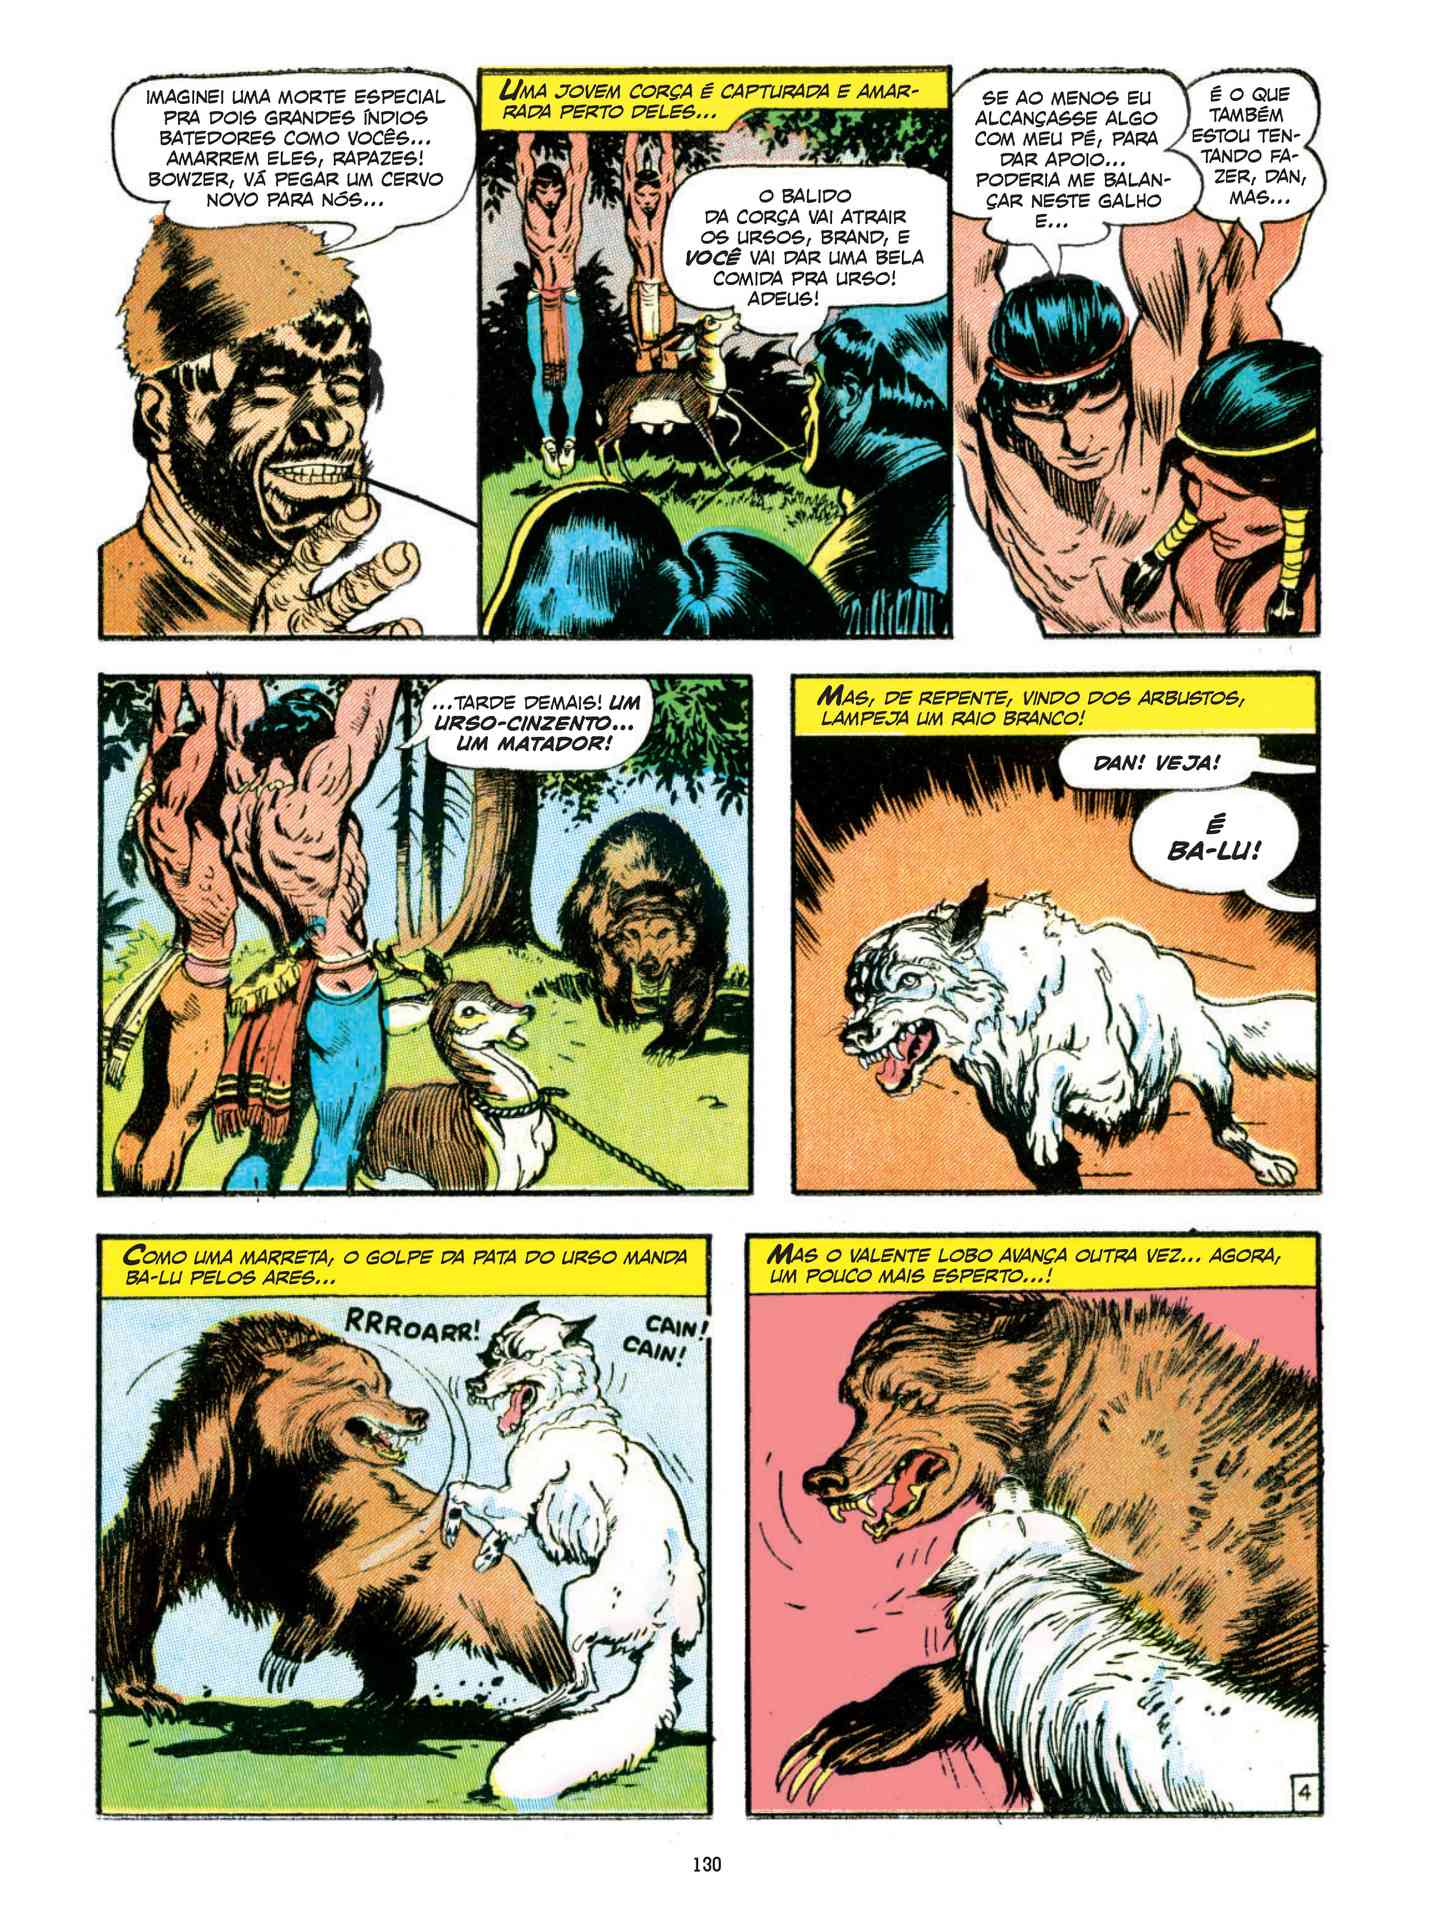 IMAGINEI UMA MORTE ESPECIAL
PRA DOIS GRANDES ÍNDIOS
BATEDORES COMO VOCÊS...
AMARREM ELES, RAPAZES!
BOWZER, VÁ PEGAR UM CERVO
NOVO PARA NÓS...
UMA JOVEM CORÇA É CAPTURADA E AMAR-
RADA PERTO DELES...
O BALIDO
DA CORÇA VAI ATRAIR
OS URSOS, BRAND, E
VOCÊ VAI DAR UMA BELA
COMIDA PRA URSO!
ADEUS!
SE AO MENOS EU
ALCANÇASSE ALGO
COM MEU PÉ, PARA
DAR APOIO...
PODERIA ME BALAN-
ÇAR NESTE GALHO
E...
É O QUE
TAMBÉM
ESTOU TEN-
TANDO FA-
ZER, DAN,
MAS...
...TARDE DEMAIS! UM
URSO-CINZENTO...
UM MATADOR!
MAS, DE REPENTE, VINDO DOS ARBUSTOS,
LAMPEJA UM RAIO BRANCO!
DAN! VEJA!
É
BA-LU!
COMO UMA MARRETA, O GOLPE DA PATA DO URSO MANDA
BA-LU PELOS ARES...
RRROARR!
CAIN!
CAIN!
MAS O VALENTE LOBO AVANÇA OUTRA VEZ... AGORA,
UM POUCO MAIS ESPERTO...!
4
130